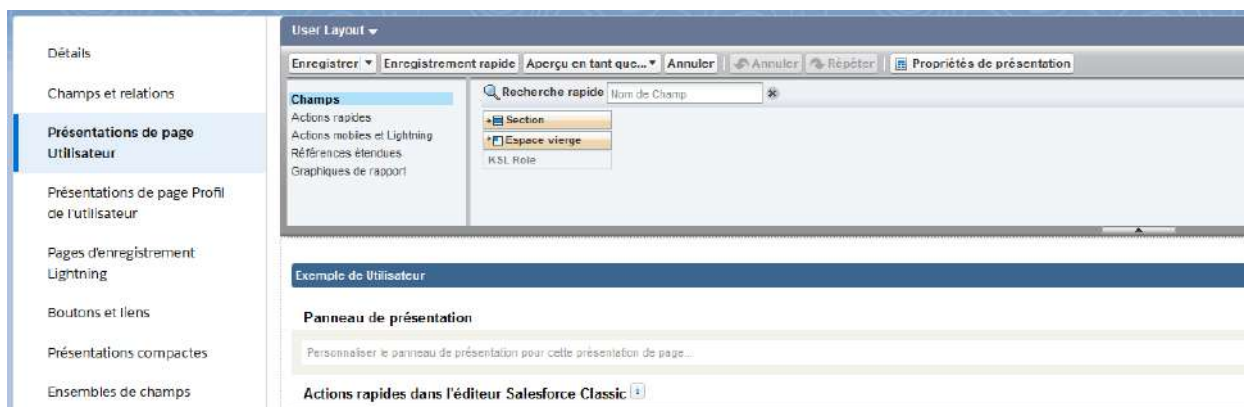 Détails
Champs et relations
Présentations de page
Utilisateur
Présentations de page Profil
de l'utilisateur
Pages d'enregistrement
Lightning
Boutons et liens
Présentations compactes
Ensembles de champs
User Layout
Enregistrer Enregistrement rapide Aperçu en tant que... Annuler Annuler Répéter Propriétés de présentation
Champs
Actions rapides
Actions mobiles et Lightning
Références étendues
Graphiques de rapport
Recherche rapide Nom de Champ
Section
Espace vierge
KSL Role
Exemple de Utilisateur
Panneau de présentation
Personnaliser le panneau de présentation pour cette présentation de page...
Actions rapides dans l'éditeur Salesforce Classic i